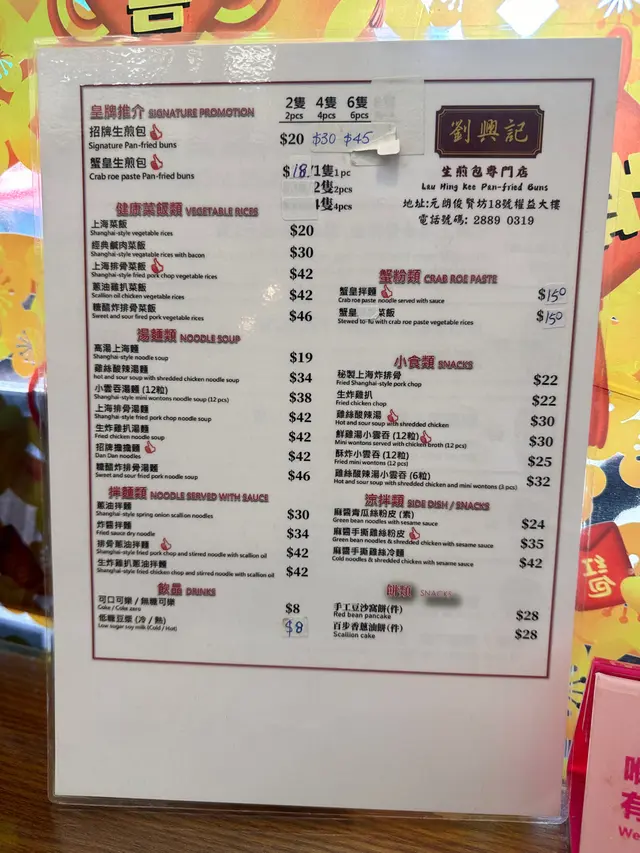 皇牌推介 SIGNATURE PROMOTION 2隻 4隻 6隻
2pcs 4pcs 6pcs
招牌生煎包 $20 $30 $45
Signature Pan-fried buns
蟹皇生煎包 $18. 1隻 1 pc
Crab roe paste Pan-fried buns
2隻 2pcs
4pcs
健康菜飯類 VEGETABLE RICES
上海菜飯 $20
Shanghai-style vegetable rices
經典鹹肉菜飯 $30
Shanghai-style vegetable rices with bacon
上海排骨菜飯 $42
Shanghai-style fried pork chop vegetable rices
蔥油雞扒菜飯 $42
Scallion oil chicken vegetable rices
糖醋炸排骨菜飯 $46
Sweet and sour fired pork vegetable rices
湯麵類 NOODLE SOUP
高湯上海麵 $19
Shanghai-style noodle soup
雞絲酸辣湯麵 $34
hot and sour soup with shredded chicken noodle soup
小雲吞湯麵 (12粒) $38
Shanghai-style mini wontons noodle soup (12 pcs)
上海排骨湯麵 $42
Shanghai-style fried pork chop noodle soup
生炸雞扒湯麵 $42
Fried chicken noodle soup
招牌擔擔麵 $42
Dan Dan noodles
糖醋炸排骨湯麵 $46
Sweet and sour fried pork noodle soup
拌麵類 NOODLE SERVED WITH SAUCE
蔥油拌麵 $30
Shanghai-style spring onion scallion noodles
炸醬拌麵 $34
Fried sauce dry noodle
排骨蔥油拌麵 $42
Shanghai-style fried pork chop and stirred noodle with scallion oil
生炸雞扒蔥油拌麵 $42
Shanghai-style fried chicken chop and stirred noodle with scallion oil
飲品 DRINKS
可口可樂 / 無糖可樂 $8
Coke / Coke zero
低糖豆漿 (冷 / 熱) $8
Low sugar soy milk (Cold / Hot)
劉興記
生煎包專門店
Lau Hing Kee Pan-fried Buns
地址:元朗俊賢坊18號權益大樓
電話號碼: 2889 0319
蟹粉類 CRAB ROE PASTE
蟹皇拌麵 $150
Crab roe paste noodle served with sauce
蟹皇 菜飯 $150
Stewed to-fu with crab roe paste vegetable rices
小食類 SNACKS
秘製上海炸排骨 $22
Fried Shanghai-style pork chop
生炸雞扒 $22
Fried chicken chop
雞絲酸辣湯 $30
Hot and sour soup with shredded chicken
鮮雞湯小雲吞 (12粒) $30
Mini wontons served with chicken broth (12 pcs)
酥炸小雲吞 (12粒) $25
Fried mini wontons (12 pcs)
雞絲酸辣湯小雲吞 (6粒) $32
Hot and sour soup with shredded chicken and mini wontons (3 pcs)
涼拌類 SIDE DISH / SNACKS
麻醬青瓜絲粉皮 (素) $24
Green bean noodles with sesame sauce
麻醬手撕雞絲粉皮 $35
Green bean noodles & shredded chicken with sesame sauce
麻醬手撕雞絲冷麵 $42
Cold noodles & shredded chicken with sesame sauce
餅類 SNACKS
手工豆沙窩餅(件) $28
Red bean pancake
百步香蔥油餅(件) $28
Scallion cake
We